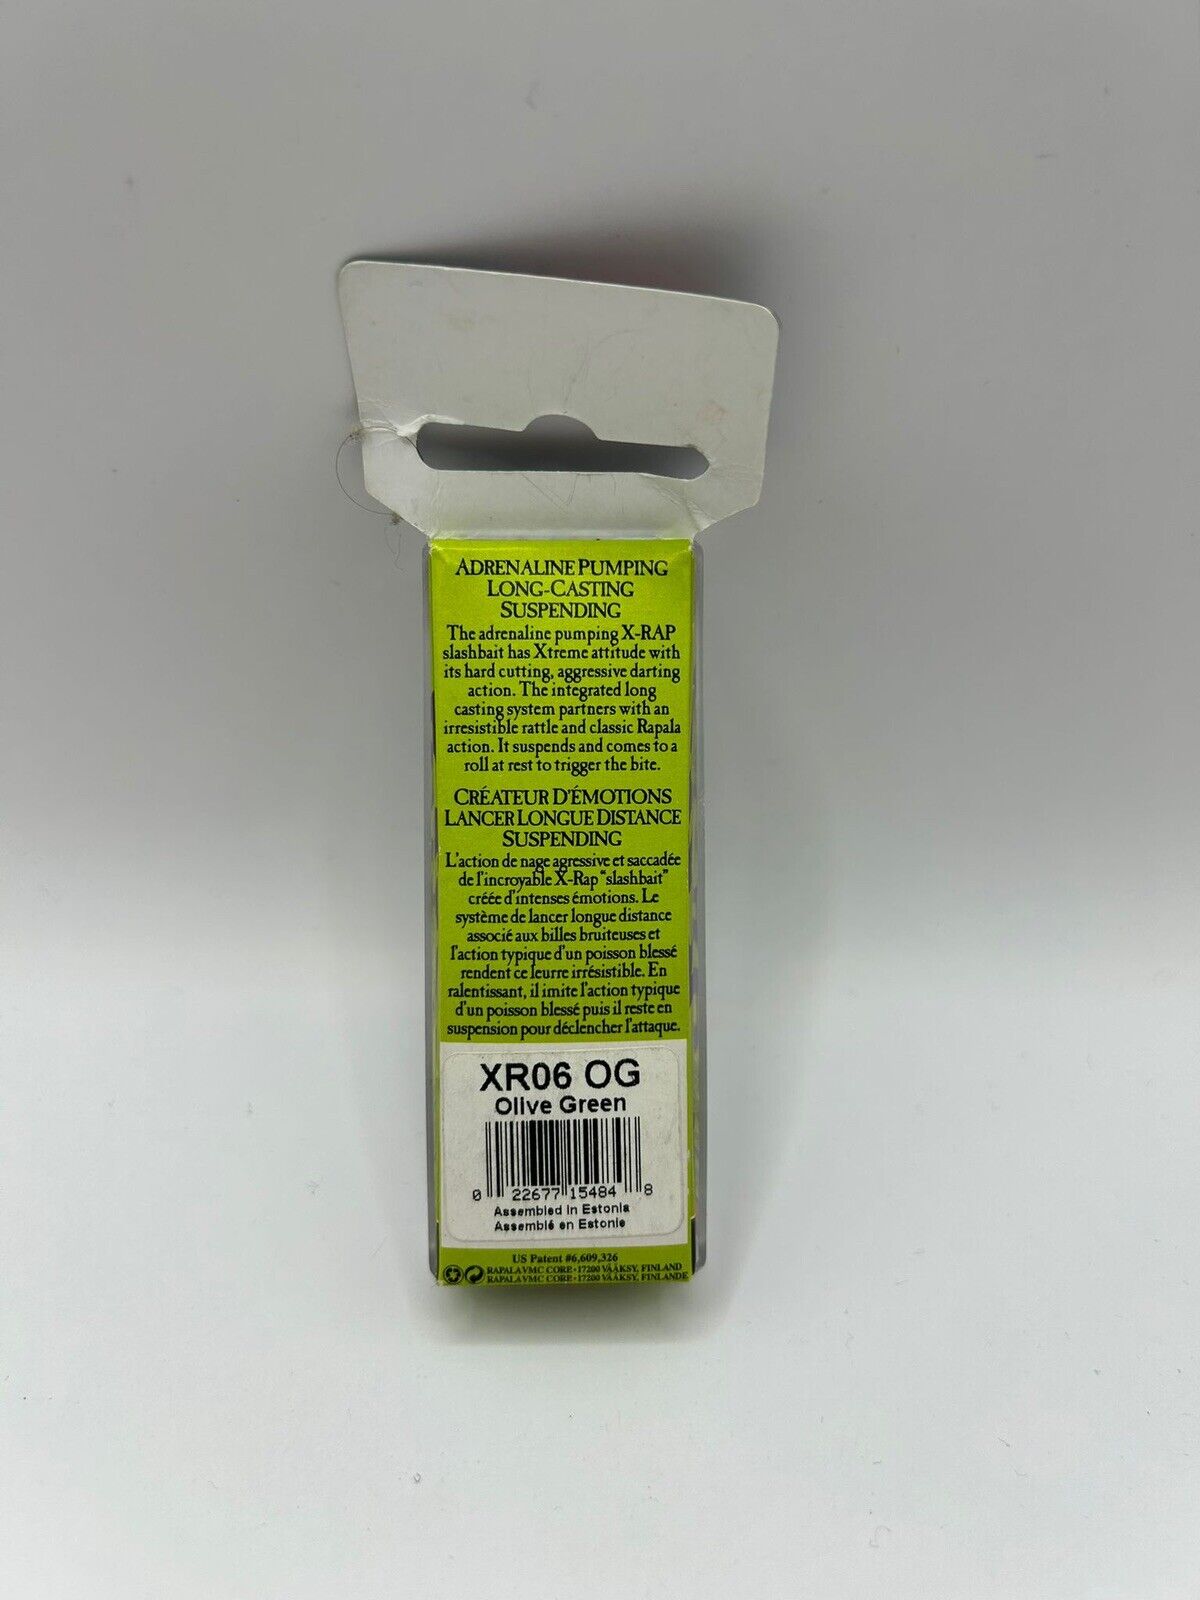 ADRENALINE PUMPING
LONG-CASTING
SUSPENDING
The adrenaline pumping X-RAP
slashbait has Xtreme attitude with
its hard cutting, aggressive darting
action. The integrated long
casting system partners with an
irresistible rattle and classic Rapala
action. It suspends and comes to a
roll at rest to trigger the bite.
CRÉATEUR D'ÉMOTIONS
LANCER LONGUE DISTANCE
SUSPENDING
L'action de nage agressive et saccadée
de l'incroyable X-Rap "slashbait"
créée d'intenses émotions. Le
système de lancer longue distance
associé aux billes bruiteuses et
l'action typique d'un poisson blessé
rendent ce leurre irrésistible. En
ralentissant, il imite l'action typique
d'un poisson blessé puis il reste en
suspension pour déclencher l'attaque.
XR06 OG
Olive Green
0 22677 15484 8
Assembled in Estonia
Assemblé en Estonie
US Patent #6,609,326
RAPALA VMC CORP. • 17200 VÄÄKSY, FINLAND
RAPALA VMC CORP. • 17200 VÄÄKSY, FINLANDE